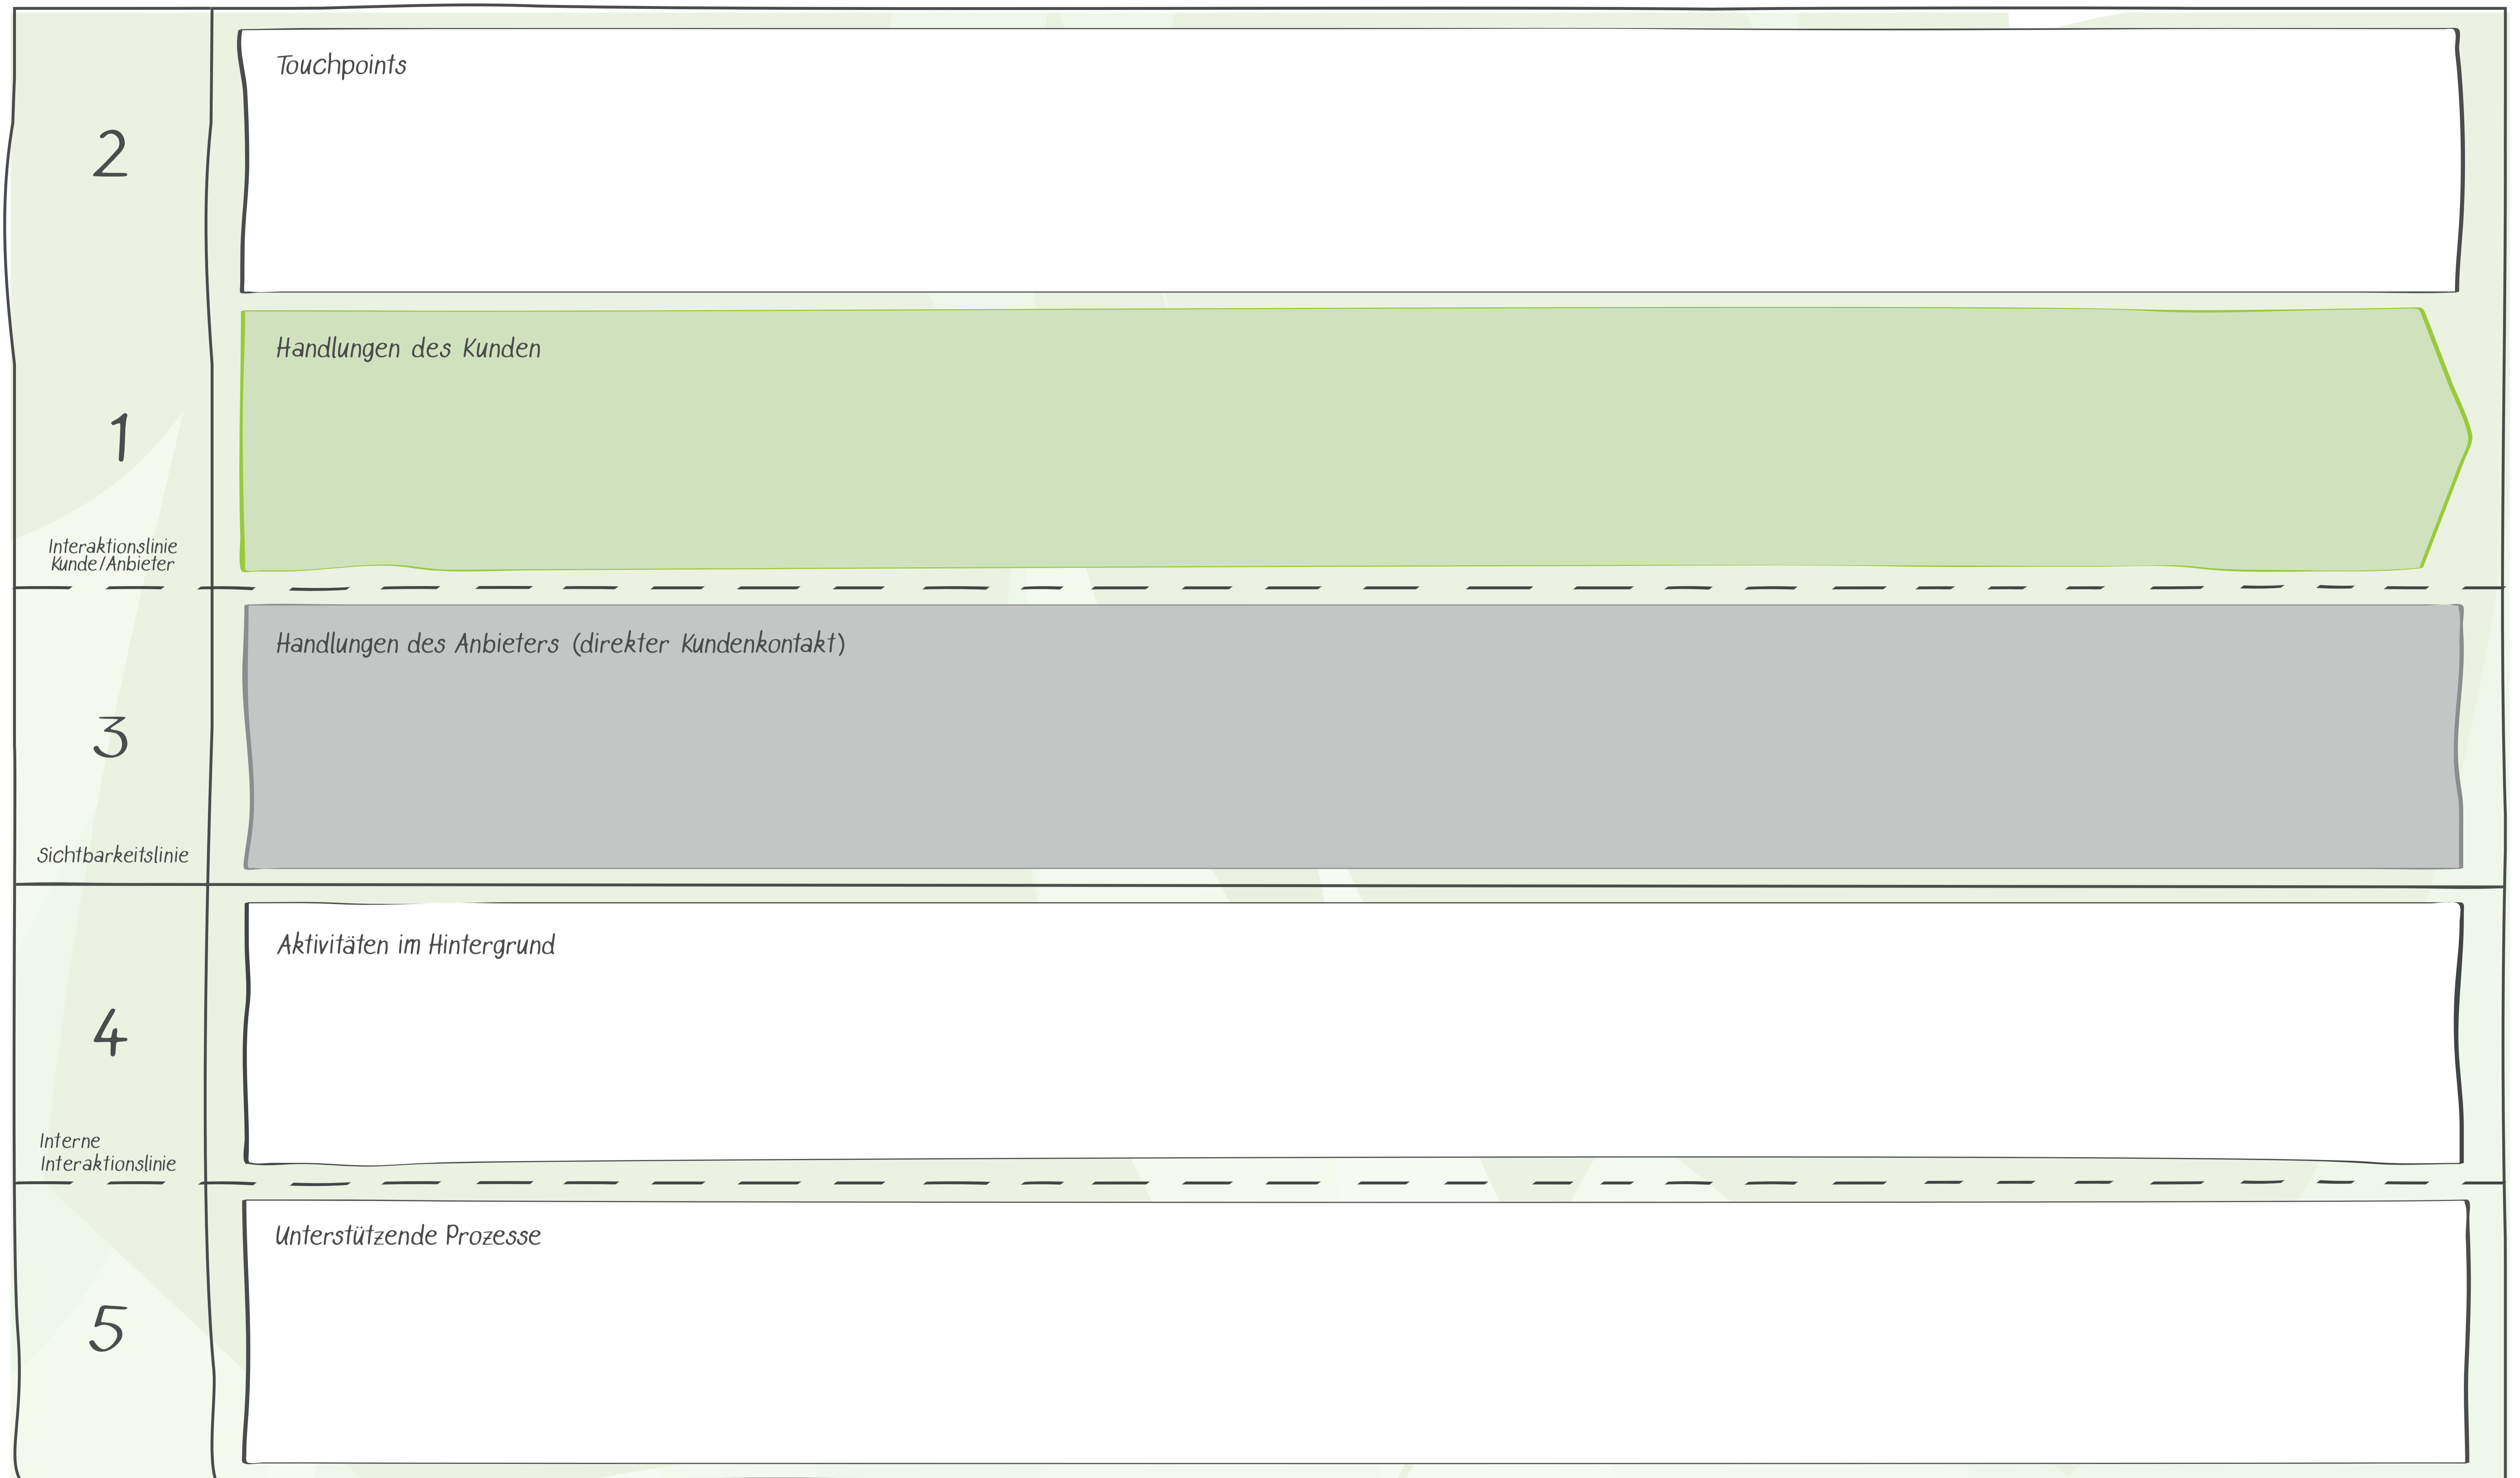 Touchpoints
2
Handlungen des Kunden
1
Interaktionslinie
Kunde/Anbieter
Handlungen des Anbieters (direkter Kundenkontakt)
3
Sichtbarkeitslinie
Aktivitäten im Hintergrund
4
Interne
Interaktionslinie
Unterstützende Prozesse
5